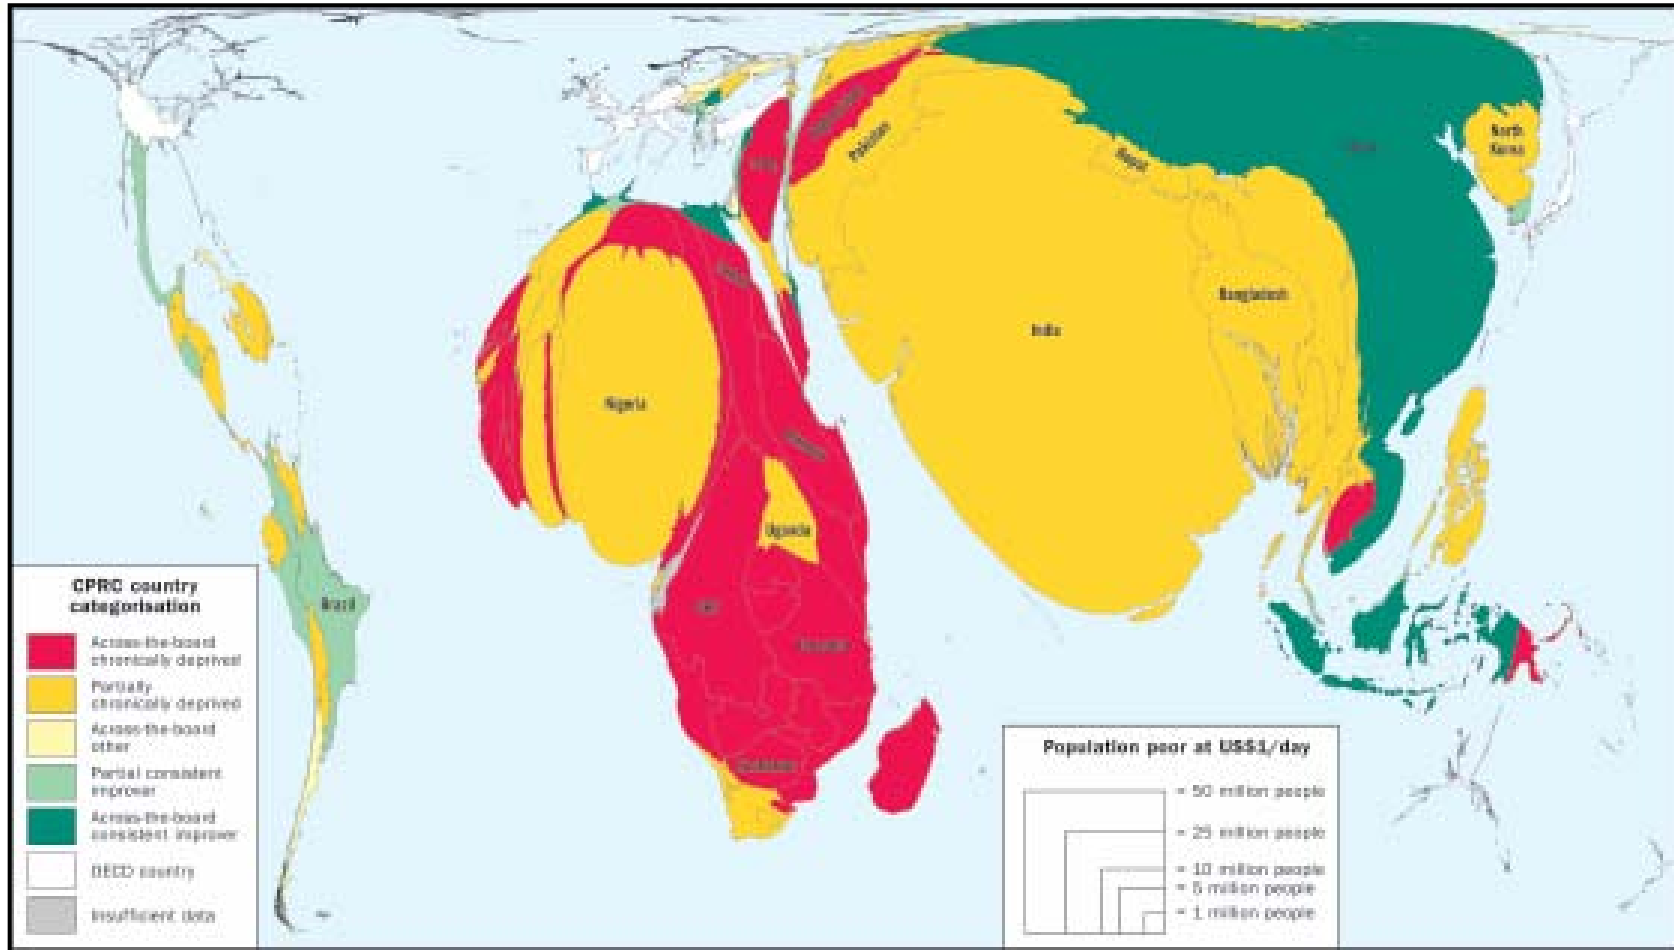 Pakistan
Nepal
North
Korea
India
Bangladesh
Nigeria
Uganda
Brazil
CPRC country
categorisation
Across-the-board
chronically deprived
Partially
chronically deprived
Across-the-board
other
Partial consistent
improver
Across-the-board
consistent improver
OECD country
Insufficient data
Population poor at US$1/day
= 50 million people
= 25 million people
= 10 million people
= 5 million people
= 1 million people